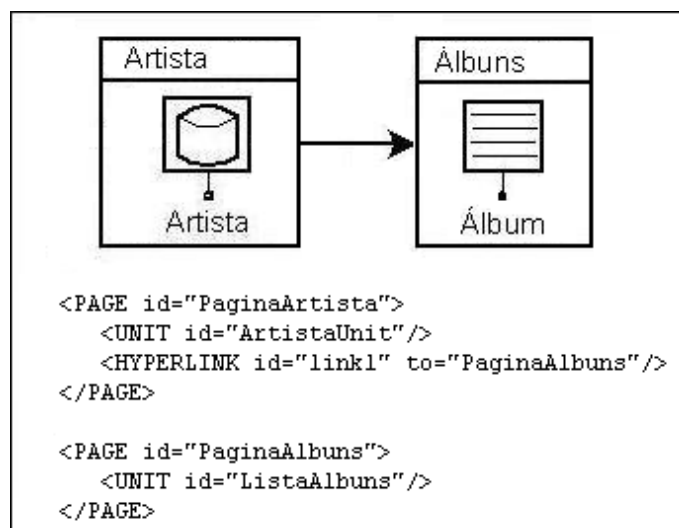 Artista
Álbuns
Artista
Álbum
<PAGE id="PaginaArtista">
<UNIT id="ArtistaUnit"/>
<HYPERLINK id="link1" to="PaginaAlbuns"/>
</PAGE>
<PAGE id="PaginaAlbuns">
<UNIT id="ListaAlbuns"/>
</PAGE>